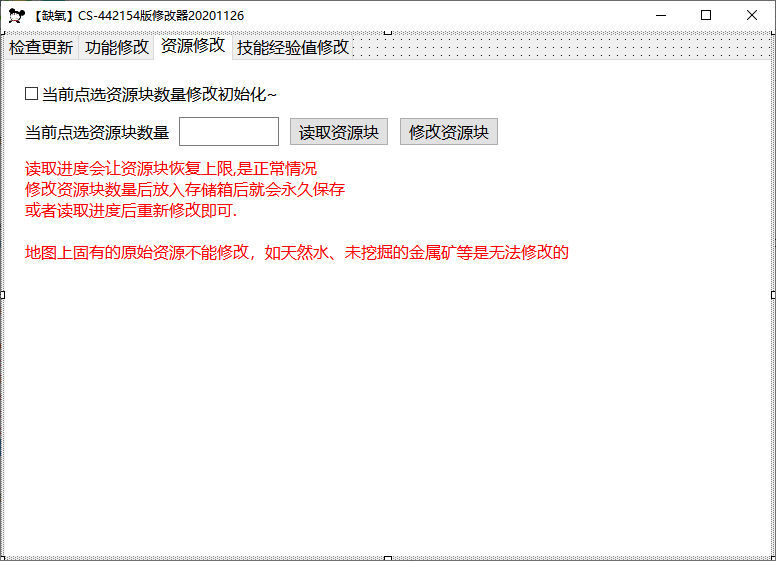 【缺氧】CS-442154版修改器20201126
检查更新 功能修改 资源修改 技能经验值修改
当前点选资源块数量修改初始化~
当前点选资源块数量 读取资源块 修改资源块
读取进度会让资源块恢复上限,是正常情况
修改资源块数量后放入存储箱后就会永久保存
或者读取进度后重新修改即可.
地图上固有的原始资源不能修改，如天然水、未挖掘的金属矿等是无法修改的